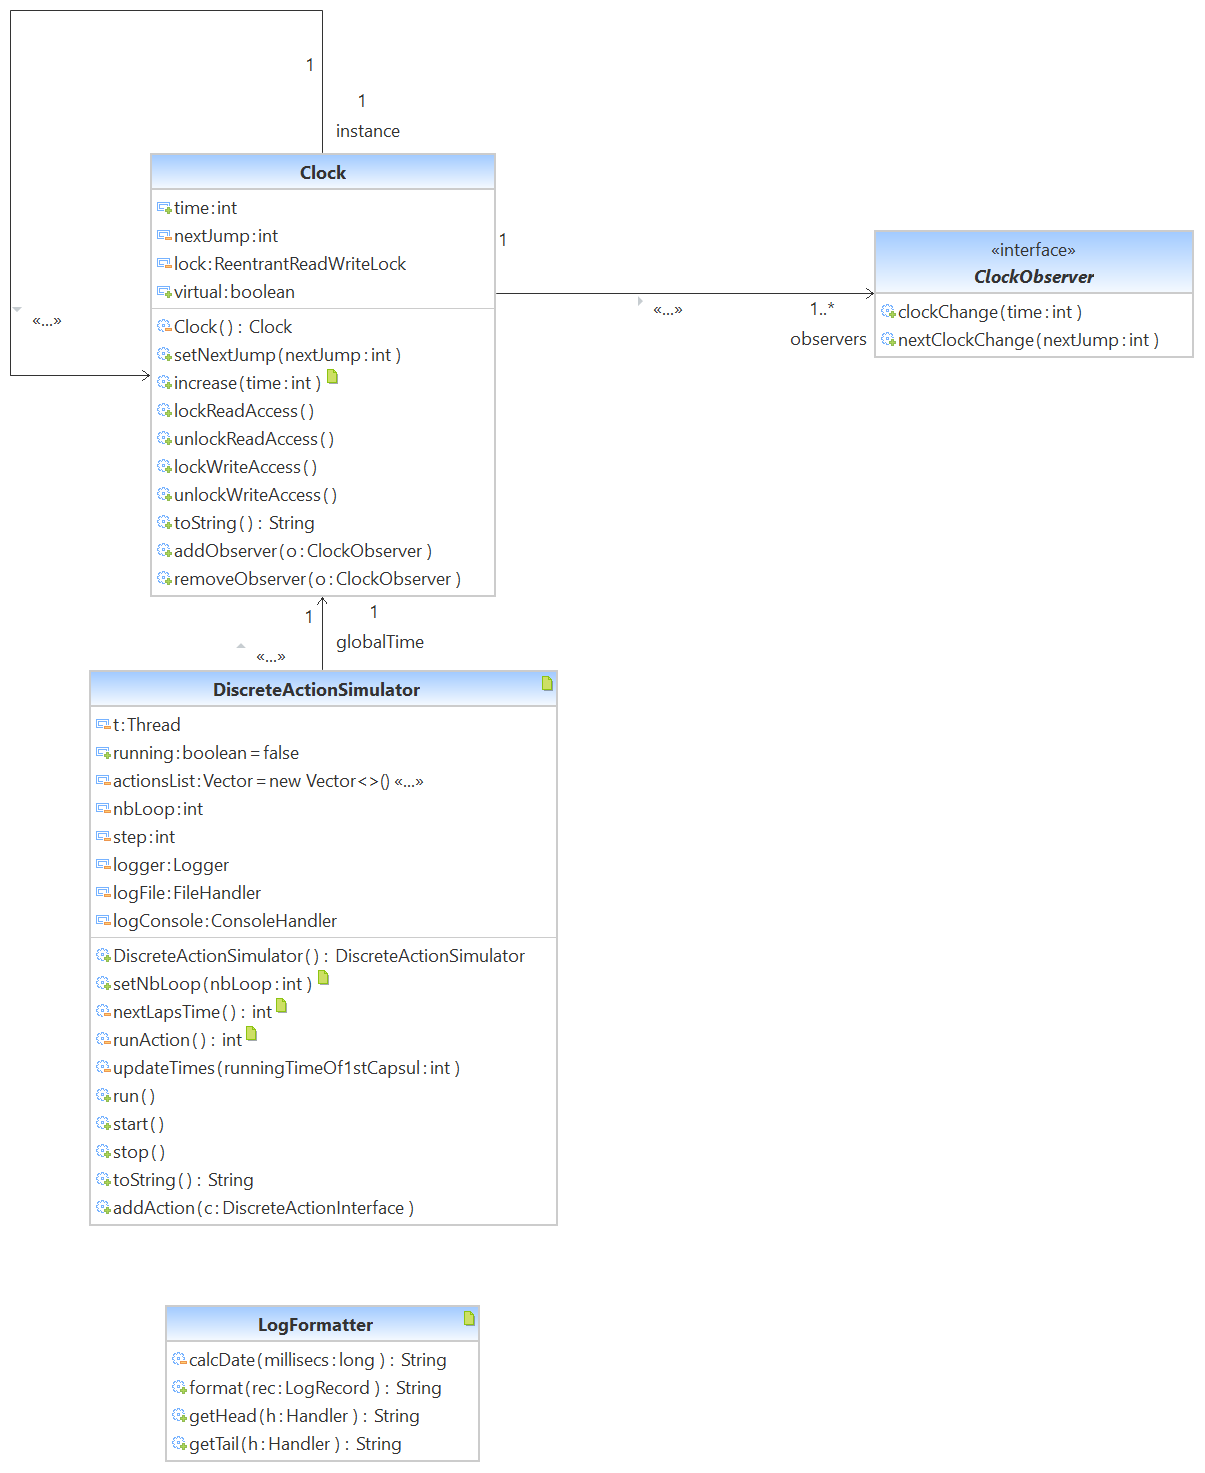 1
1
instance
Clock
time:int
nextJump:int
lock:ReentrantReadWriteLock
virtual:boolean
Clock() : Clock
setNextJump(nextJump:int)
increase(time:int)
lockReadAccess()
unlockReadAccess()
lockWriteAccess()
unlockWriteAccess()
toString() : String
addObserver(o:ClockObserver)
removeObserver(o:ClockObserver)
«...»
1
«...»
1..*
observers
«interface»
ClockObserver
clockChange(time:int)
nextClockChange(nextJump:int)
1
1
globalTime
«...»
DiscreteActionSimulator
t:Thread
running:boolean=false
actionsList:Vector=new Vector<>() «...»
nbLoop:int
step:int
logger:Logger
logFile:FileHandler
logConsole:ConsoleHandler
DiscreteActionSimulator() : DiscreteActionSimulator
setNbLoop(nbLoop:int)
nextLapsTime() : int
runAction() : int
updateTimes(runningTimeOf1stCapsul:int)
run()
start()
stop()
toString() : String
addAction(c:DiscreteActionInterface)
LogFormatter
calcDate(millisecs:long) : String
format(rec:LogRecord) : String
getHead(h:Handler) : String
getTail(h:Handler) : String